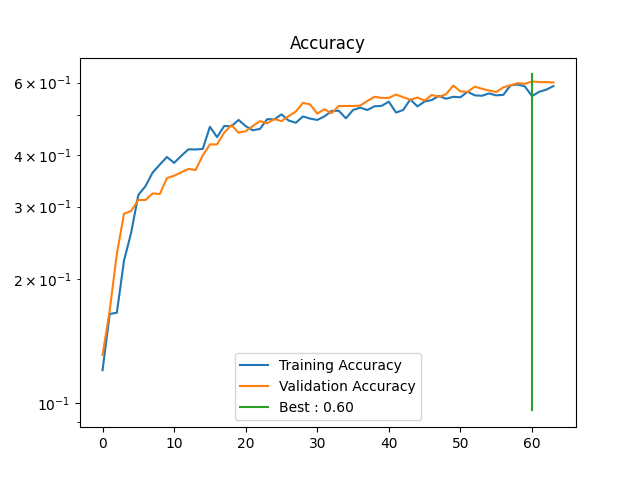 Accuracy
6 × 10⁻¹
4 × 10⁻¹
3 × 10⁻¹
2 × 10⁻¹
10⁻¹
Training Accuracy
Validation Accuracy
Best : 0.60
0 10 20 30 40 50 60